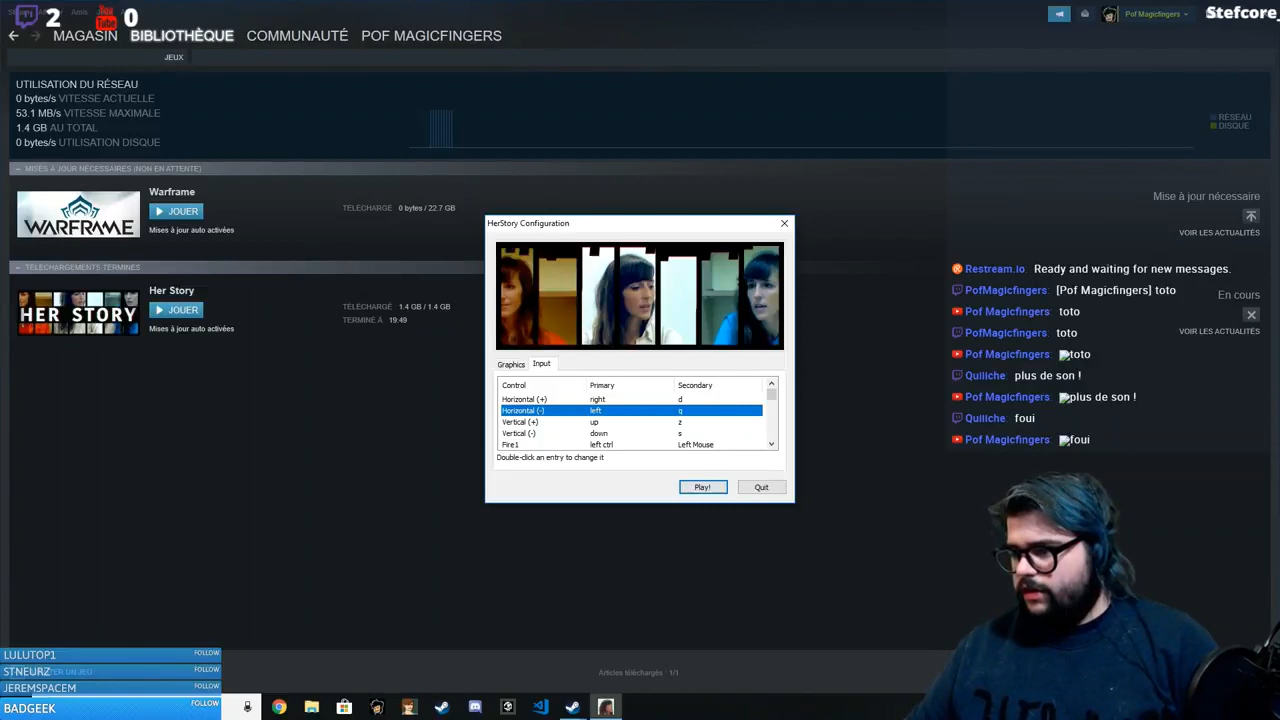 2
0
Pof Magicfingers
Stefcore_
MAGASIN BIBLIOTHÈQUE COMMUNAUTÉ POF MAGICFINGERS
JEUX
UTILISATION DU RÉSEAU
0 bytes/s VITESSE ACTUELLE
53.1 MB/s VITESSE MAXIMALE
1.4 GB AU TOTAL
0 bytes/s UTILISATION DISQUE
RÉSEAU
DISQUE
MISES À JOUR NÉCESSAIRES (NON EN ATTENTE)
WARFRAME
Warframe
JOUER
Mises à jour auto activées
TÉLÉCHARGÉ 0 bytes / 22.7 GB
Mise à jour nécessaire
VOIR LES ACTUALITÉS
TÉLÉCHARGEMENTS TERMINÉS
HER STORY
Her Story
JOUER
Mises à jour auto activées
TÉLÉCHARGÉ 1.4 GB / 1.4 GB
TERMINÉ À 19:49
En cours
VOIR LES ACTUALITÉS
HerStory Configuration
Graphics Input
Control Primary Secondary
Horizontal (+) right d
Horizontal (-) left q
Vertical (+) up z
Vertical (-) down s
Fire1 left ctrl Left Mouse
Double-click an entry to change it
Play! Quit
Restream.io Ready and waiting for new messages.
PofMagicfingers: [Pof Magicfingers] toto
Pof Magicfingers: toto
PofMagicfingers: toto
Pof Magicfingers: toto
Quiliche: plus de son !
Pof Magicfingers: plus de son !
Quiliche: foui
Pof Magicfingers: foui
LULUTOP1 FOLLOW
STNEURZ FOLLOW
JEREMSPACEM FOLLOW
BADGEEK FOLLOW
Articles téléchargés : 1/1